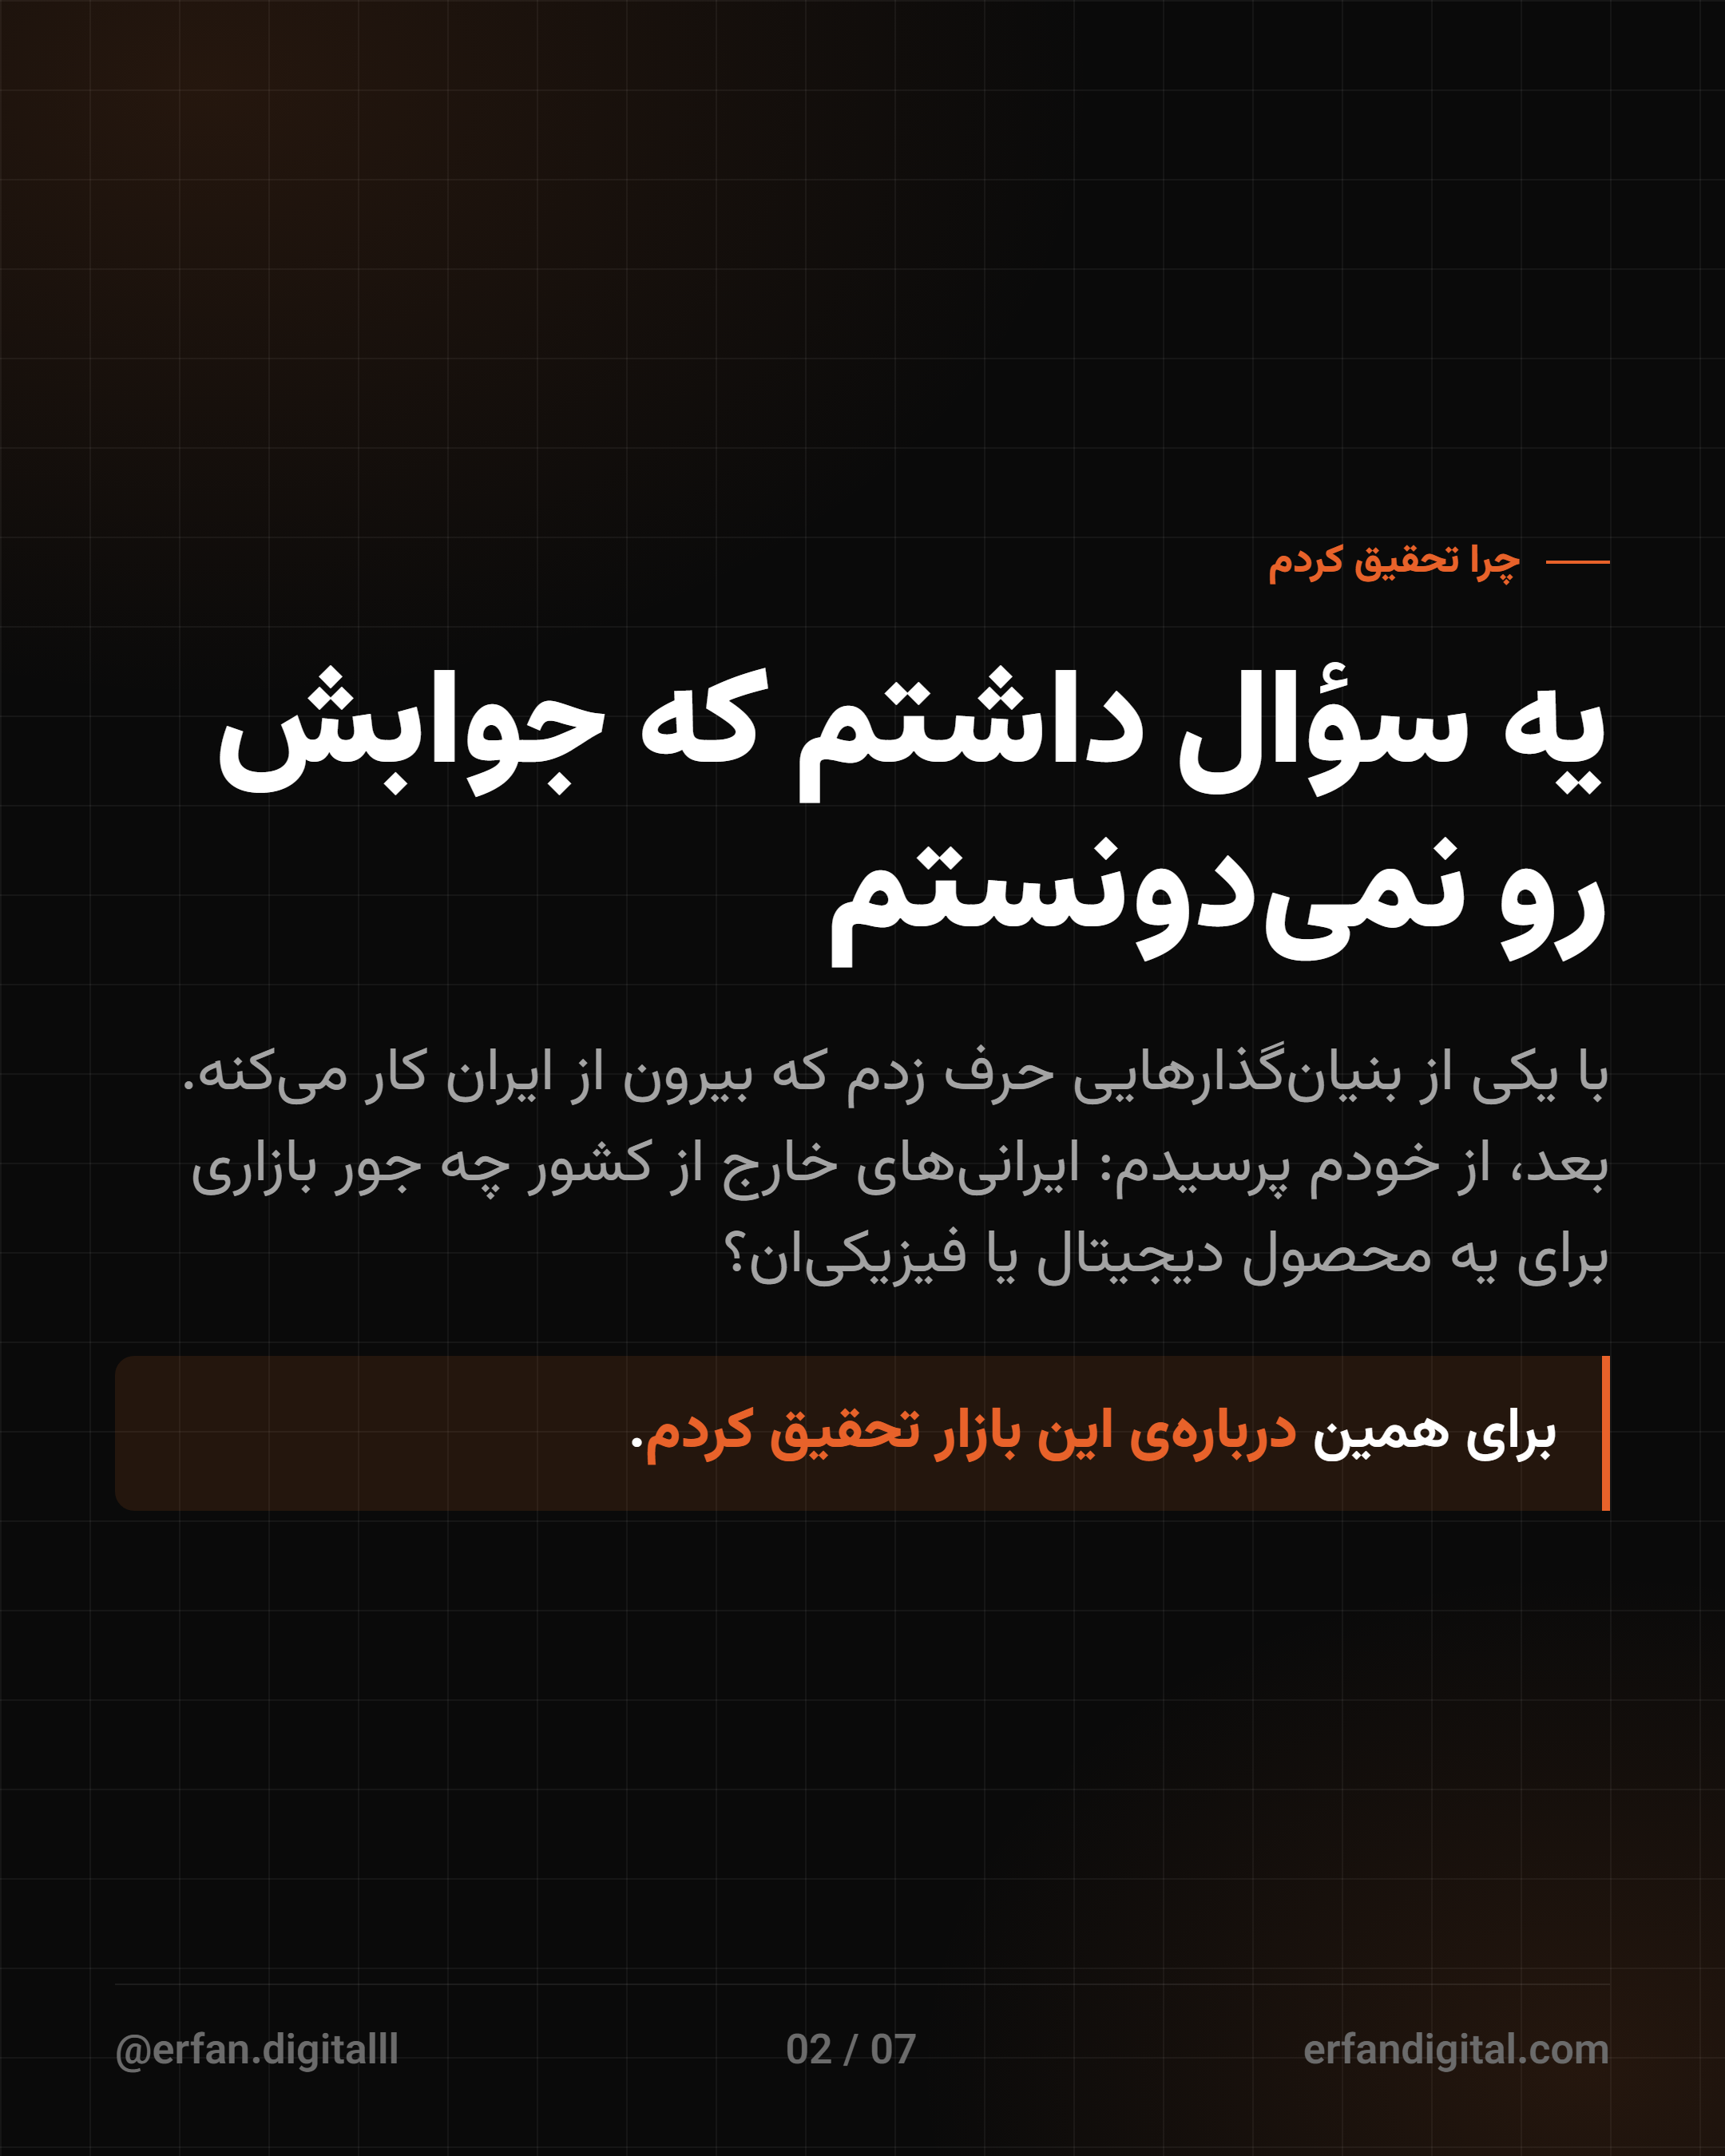 چرا تحقیق کردم
یه سؤال داشتم که جوابش
رو نمی‌دونستم
با یکی از بنیان‌گذارهایی حرف زدم که بیرون از ایران کار می‌کنه.
بعد، از خودم پرسیدم: ایرانی‌های خارج از کشور چه جور بازاری
برای یه محصول دیجیتال یا فیزیکی‌ان؟
برای همین درباره‌ی این بازار تحقیق کردم.
@erfan.digitalll
02 / 07
erfandigital.com